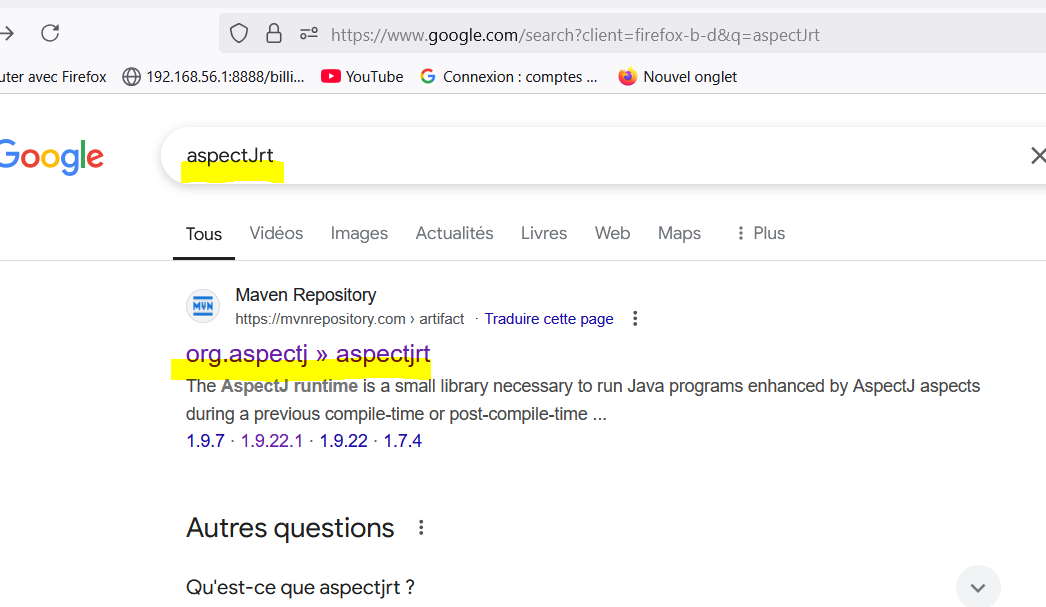 https://www.google.com/search?client=firefox-b-d&q=aspectJrt
uter avec Firefox 192.168.56.1:8888/billi... YouTube Connexion : comptes ... Nouvel onglet
Google aspectJrt
Tous Vidéos Images Actualités Livres Web Maps Plus
MVN Maven Repository
https://mvnrepository.com › artifact · Traduire cette page
org.aspectj » aspectjrt
The AspectJ runtime is a small library necessary to run Java programs enhanced by AspectJ aspects
during a previous compile-time or post-compile-time ...
1.9.7 · 1.9.22.1 · 1.9.22 · 1.7.4
Autres questions
Qu'est-ce que aspectjrt ?